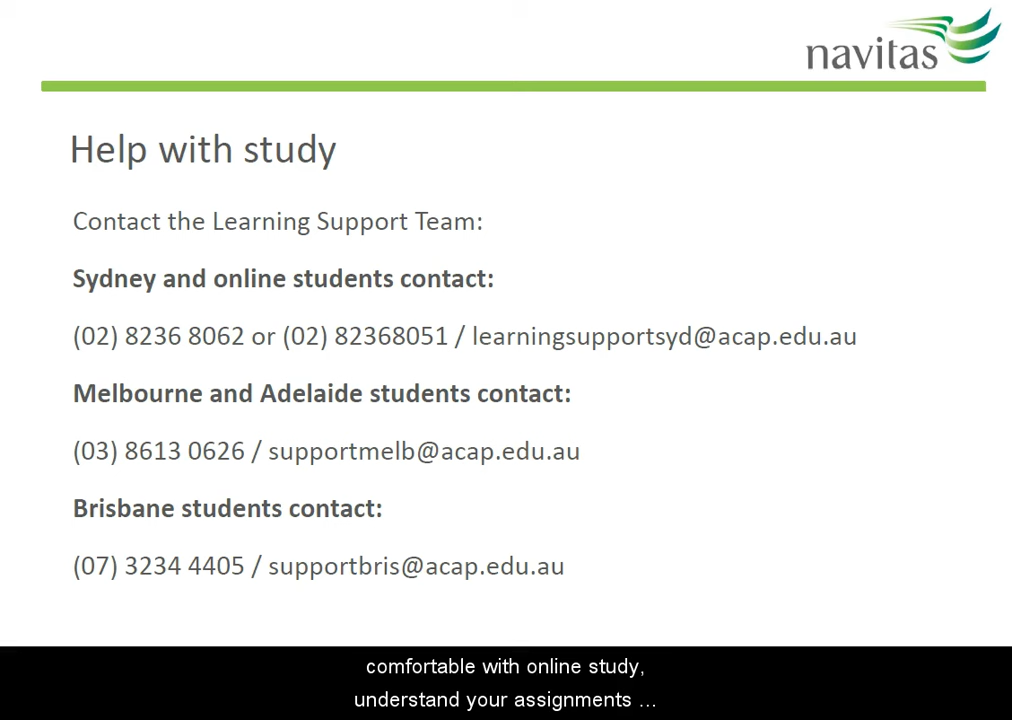 navitas
Help with study
Contact the Learning Support Team:
Sydney and online students contact:
(02) 8236 8062 or (02) 82368051 / learningsupportsyd@acap.edu.au
Melbourne and Adelaide students contact:
(03) 8613 0626 / supportmelb@acap.edu.au
Brisbane students contact:
(07) 3234 4405 / supportbris@acap.edu.au
comfortable with online study,
understand your assignments ...